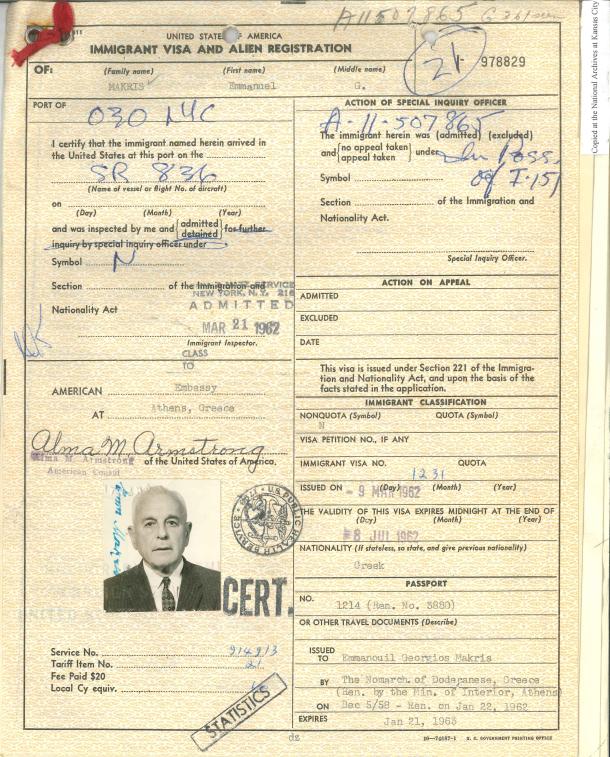 A11507865
Copied at the National Archives at Kansas City
UNITED STATES OF AMERICA
IMMIGRANT VISA AND ALIEN REGISTRATION
21
978829
OF: (Family name) (First name) (Middle name)
MAKRIS Emmanuel G.
PORT OF
030 NYC
I certify that the immigrant named herein arrived
in the United States at this port on the
SR 836
(Name of vessel or flight No. of aircraft)
on
(Day) (Month) (Year)
and was inspected by me and {admitted
detained} for further
inquiry by special inquiry officer under
Symbol N
Section of the Immigration and
Nationality Act
NEW YORK, N.Y. 216
ADMITTED
MAR 21 1962
Immigrant Inspector.
CLASS
TO
AMERICAN Embassy
AT Athens, Greece
Alma M. Armstrong
Alma M. Armstrong
American Consul
of the United States of America.
U.S. PUBLIC HEALTH SERVICE
CERT.
Service No. 914913
Tariff Item No. 21
Fee Paid $20
Local Cy equiv.
STATISTICS
ACTION OF SPECIAL INQUIRY OFFICER
A-11-507865
The immigrant herein was (admitted) (excluded)
and {no appeal taken
appeal taken} under
In Poss.
of I-151
Symbol
Section of the Immigration and
Nationality Act.
Special Inquiry Officer.
ACTION ON APPEAL
ADMITTED
EXCLUDED
DATE
This visa is issued under Section 221 of the Immigra-
tion and Nationality Act, and upon the basis of the
facts stated in the application.
IMMIGRANT CLASSIFICATION
NONQUOTA (Symbol) QUOTA (Symbol)
N
VISA PETITION NO., IF ANY
IMMIGRANT VISA NO. QUOTA
1231
ISSUED ON (Day) (Month) (Year)
- 9 MAR 1962
THE VALIDITY OF THIS VISA EXPIRES MIDNIGHT AT THE END OF
(Day) (Month) (Year)
8 JUL 1962
NATIONALITY (If stateless, so state, and give previous nationality)
Greek
PASSPORT
NO. 1214 (Ren. No. 3880)
OR OTHER TRAVEL DOCUMENTS (Describe)
ISSUED
TO Emmanouil Georgios Makris
BY The Nomarch of Dodecanese, Greece
(Ren. by the Min. of Interior, Athens)
ON Dec 5/58 - Ren. on Jan 22, 1962
EXPIRES Jan 21, 1963
dz
16—74187-1 U. S. GOVERNMENT PRINTING OFFICE